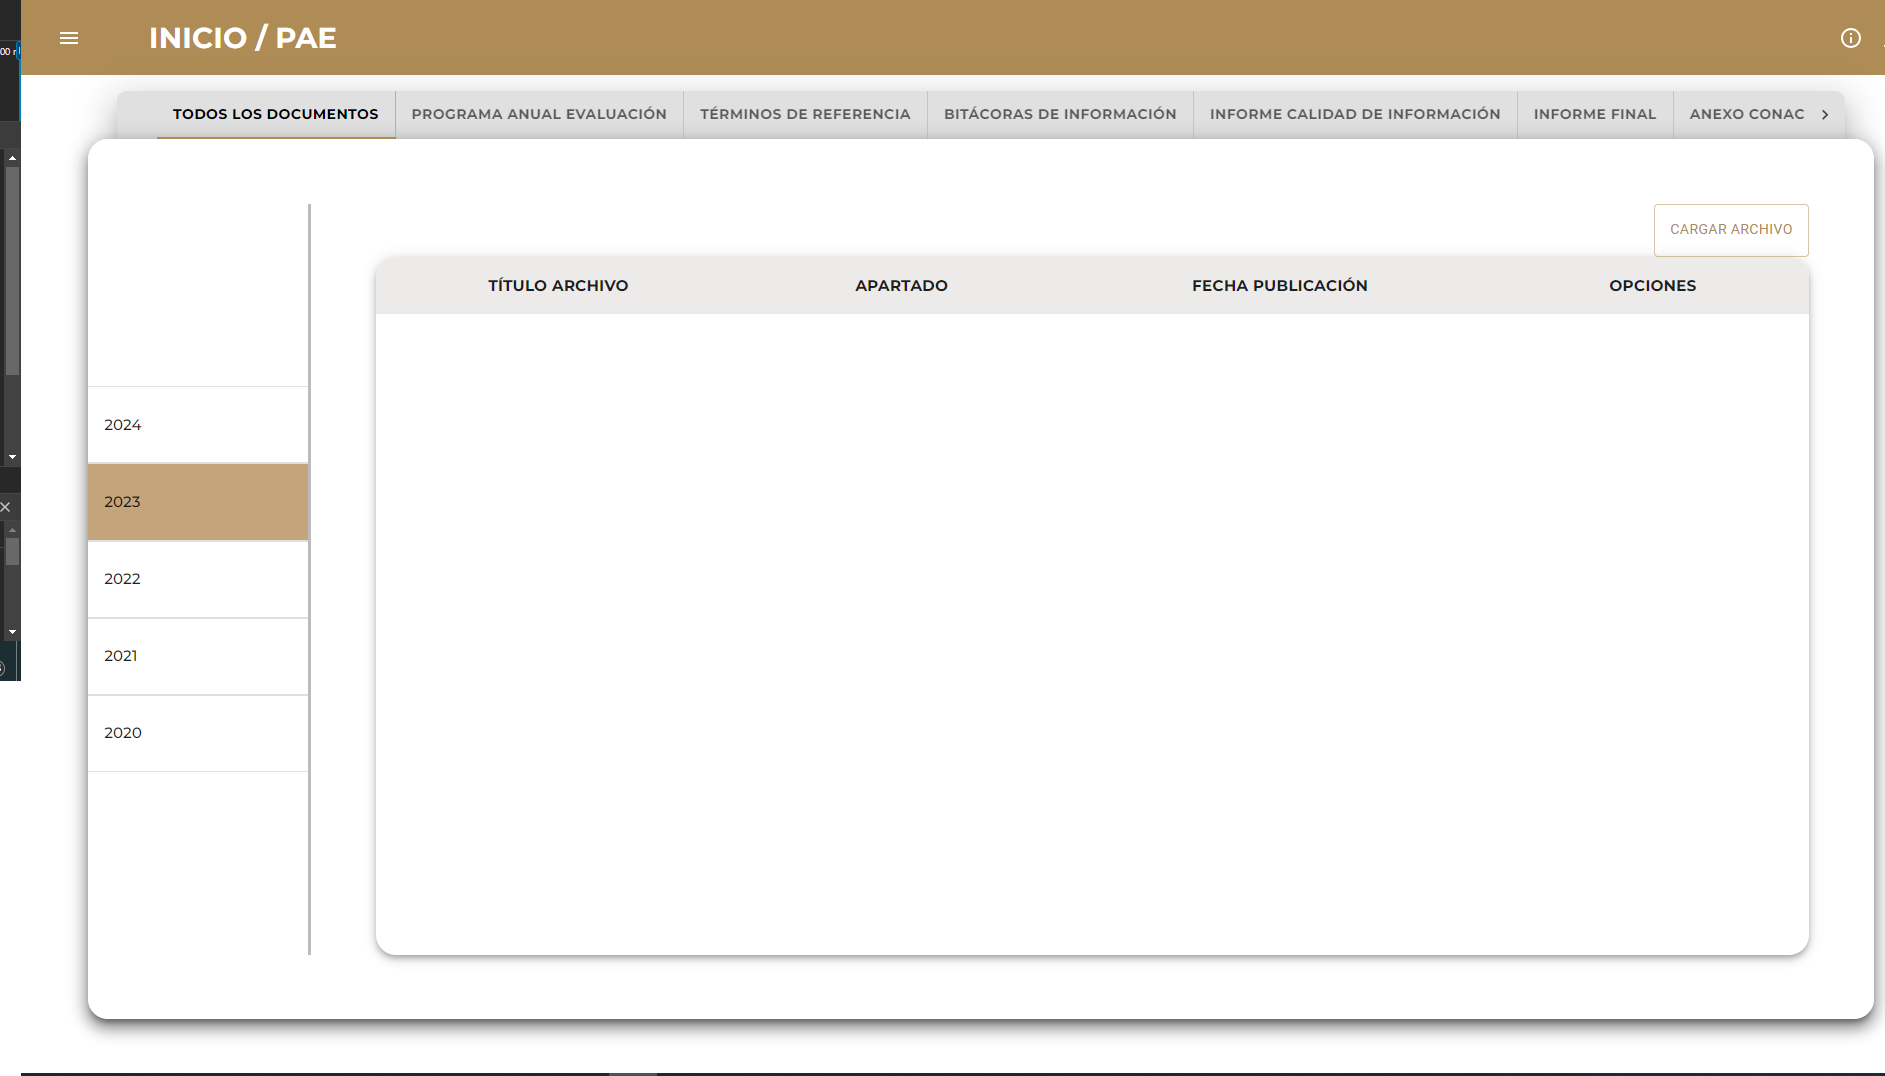 INICIO / PAE
TODOS LOS DOCUMENTOS
PROGRAMA ANUAL EVALUACIÓN
TÉRMINOS DE REFERENCIA
BITÁCORAS DE INFORMACIÓN
INFORME CALIDAD DE INFORMACIÓN
INFORME FINAL
ANEXO CONAC
CARGAR ARCHIVO
TÍTULO ARCHIVO
APARTADO
FECHA PUBLICACIÓN
OPCIONES
2024
2023
2022
2021
2020